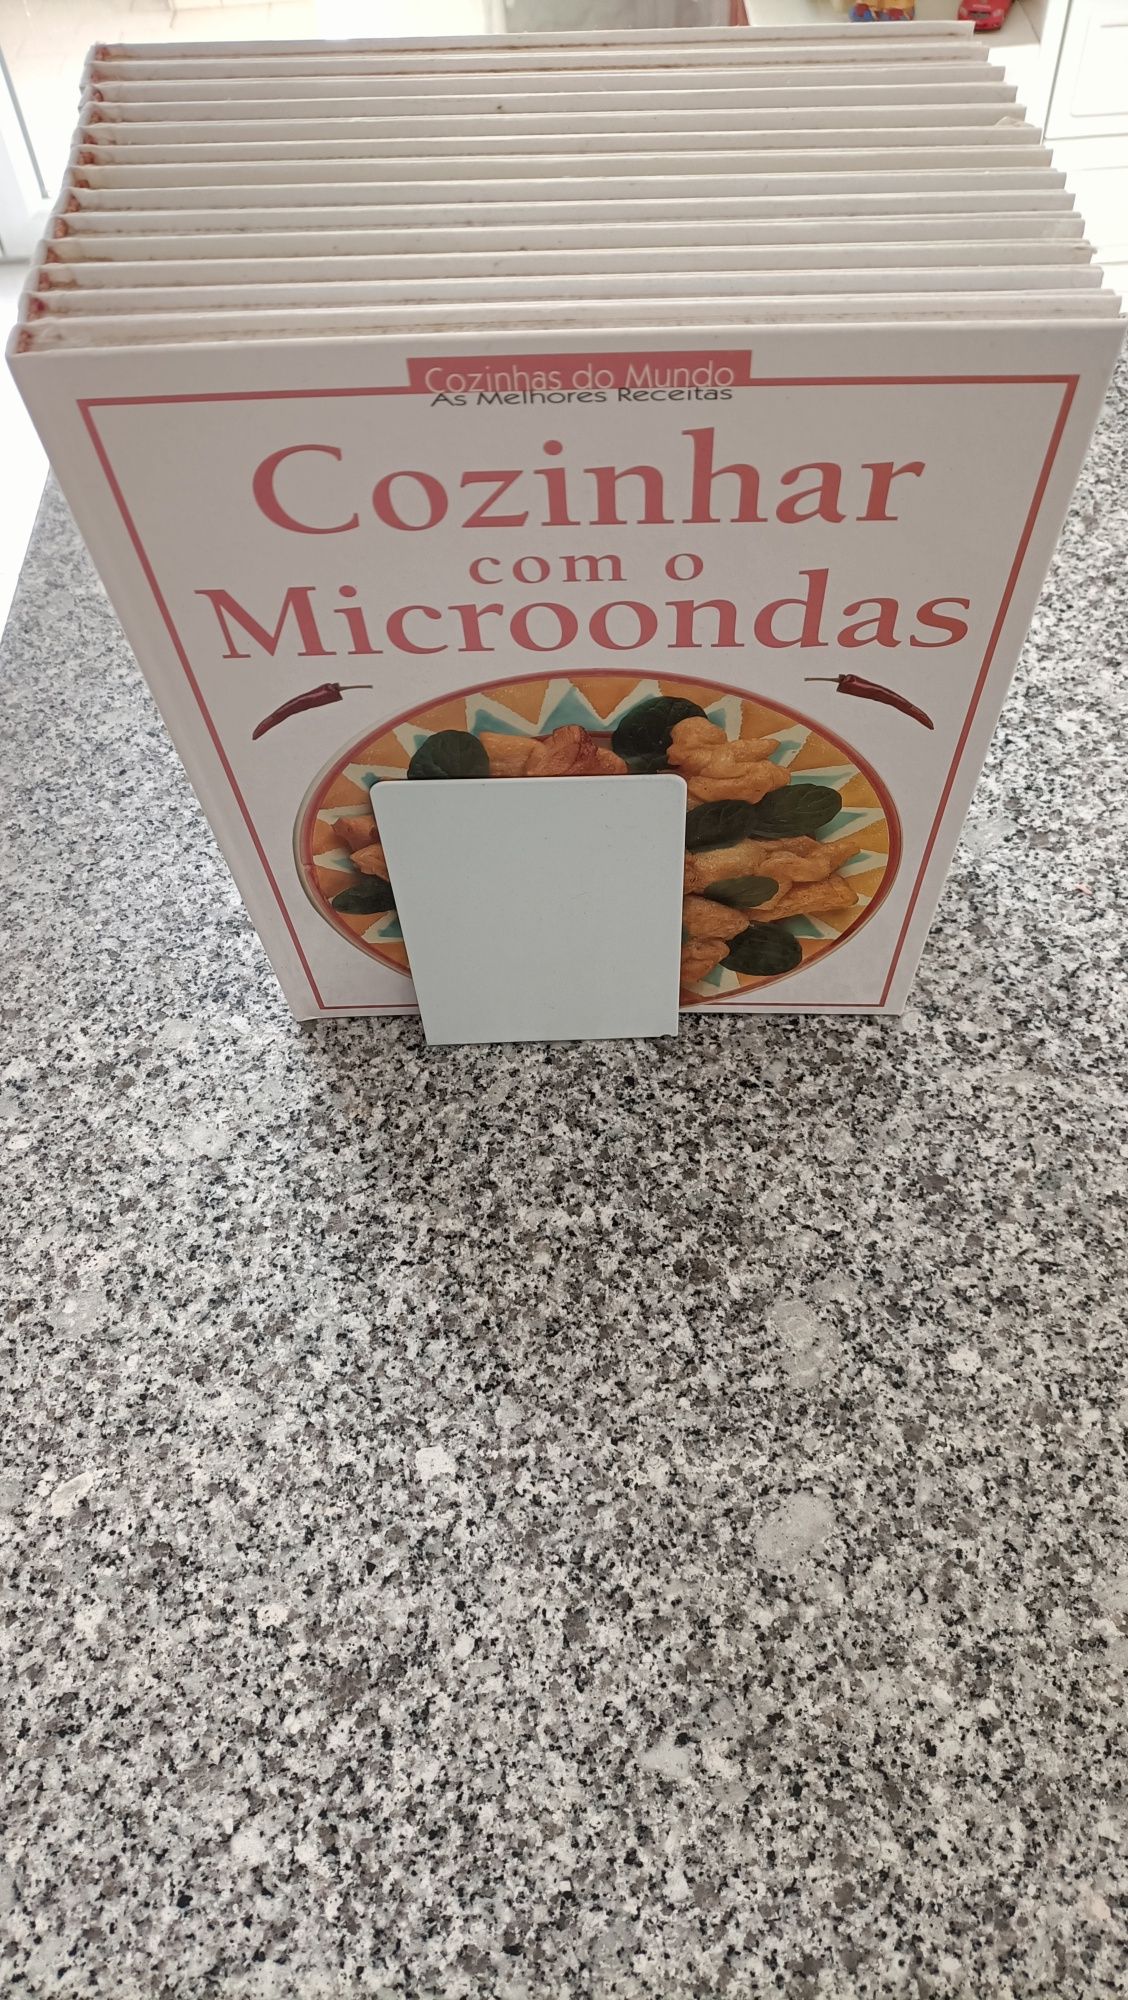 Cozinhas do Mundo
As Melhores Receitas
Cozinhar
com o
Microondas